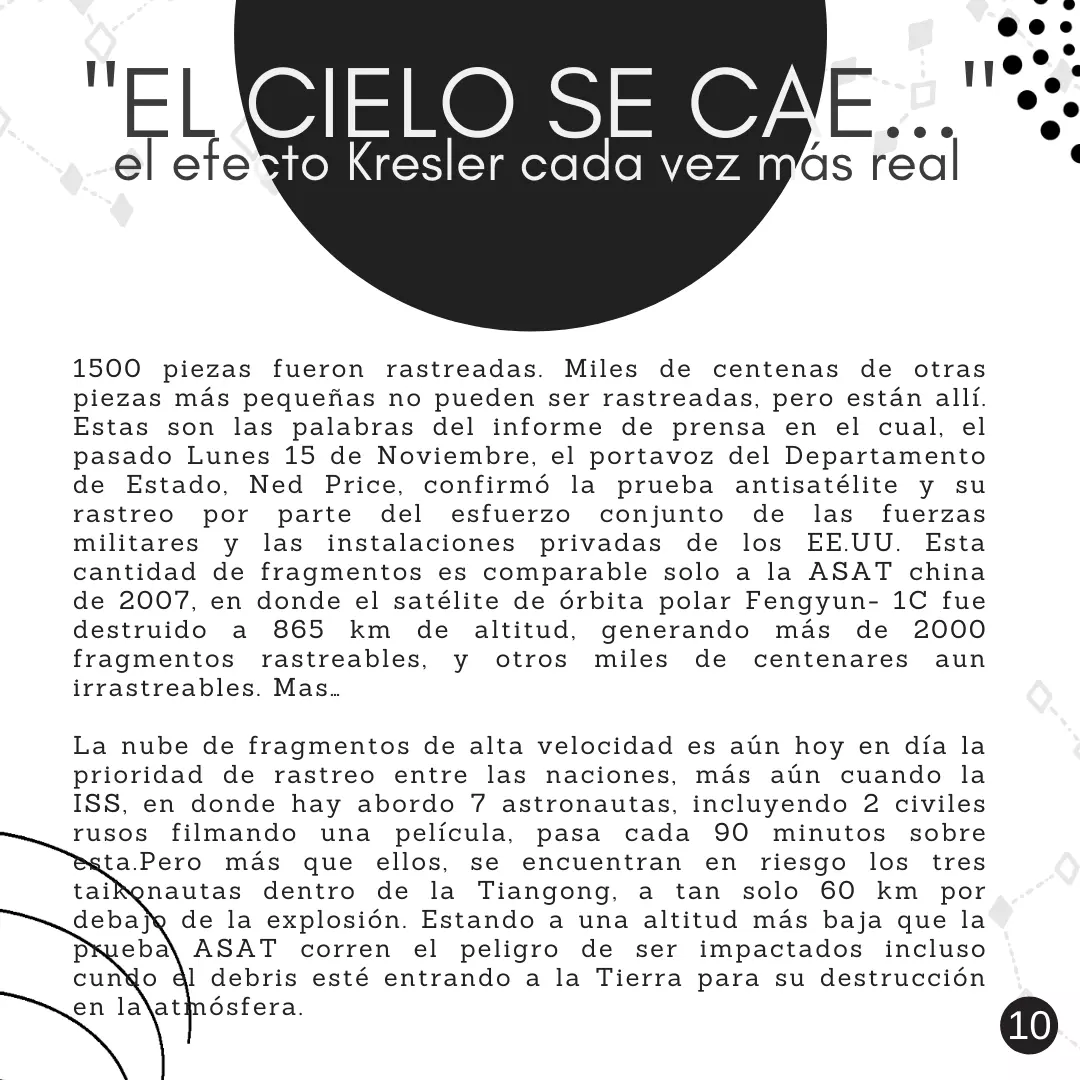 "EL CIELO SE CAE... "
el efecto Kresler cada vez más real
1500 piezas fueron rastreadas. Miles de centenas de otras
piezas más pequeñas no pueden ser rastreadas, pero están allí.
Estas son las palabras del informe de prensa en el cual, el
pasado Lunes 15 de Noviembre, el portavoz del Departamento
de Estado, Ned Price, confirmó la prueba antisatélite y su
rastreo por parte del esfuerzo conjunto de las fuerzas
militares y las instalaciones privadas de los EE.UU. Esta
cantidad de fragmentos es comparable solo a la ASAT china
de 2007, en donde el satélite de órbita polar Fengyun- 1C fue
destruido a 865 km de altitud, generando más de 2000
fragmentos rastreables, y otros miles de centenares aun
irrastreables. Mas…
La nube de fragmentos de alta velocidad es aún hoy en día la
prioridad de rastreo entre las naciones, más aún cuando la
ISS, en donde hay abordo 7 astronautas, incluyendo 2 civiles
rusos filmando una película, pasa cada 90 minutos sobre
esta.Pero más que ellos, se encuentran en riesgo los tres
taikonautas dentro de la Tiangong, a tan solo 60 km por
debajo de la explosión. Estando a una altitud más baja que la
prueba ASAT corren el peligro de ser impactados incluso
cundo el debris esté entrando a la Tierra para su destrucción
en la atmósfera.
10